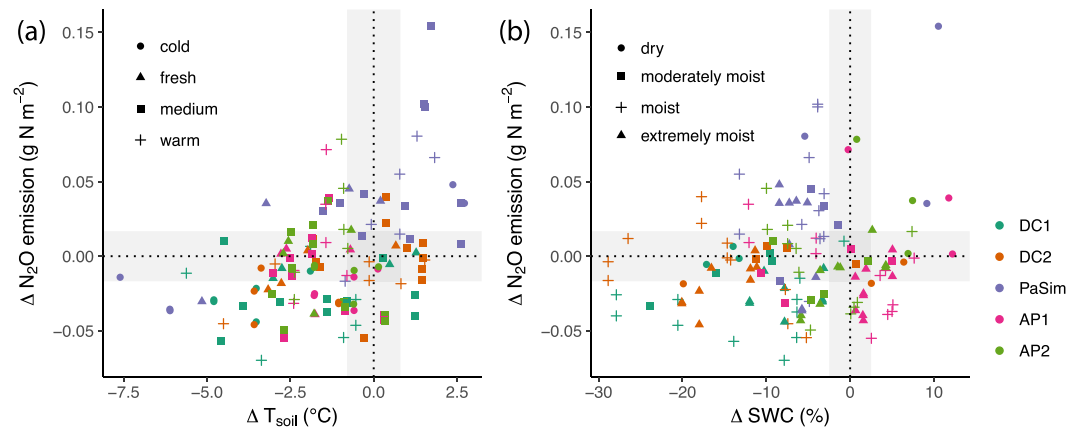 (a)
(b)
0.15
0.10
0.05
0.00
−0.05
Δ N₂O emission (g N m⁻²)
cold
fresh
medium
warm
−7.5
−5.0
−2.5
0.0
2.5
Δ Tsoil (°C)
0.15
0.10
0.05
0.00
−0.05
Δ N₂O emission (g N m⁻²)
dry
moderately moist
moist
extremely moist
−30
−20
−10
0
10
Δ SWC (%)
DC1
DC2
PaSim
AP1
AP2